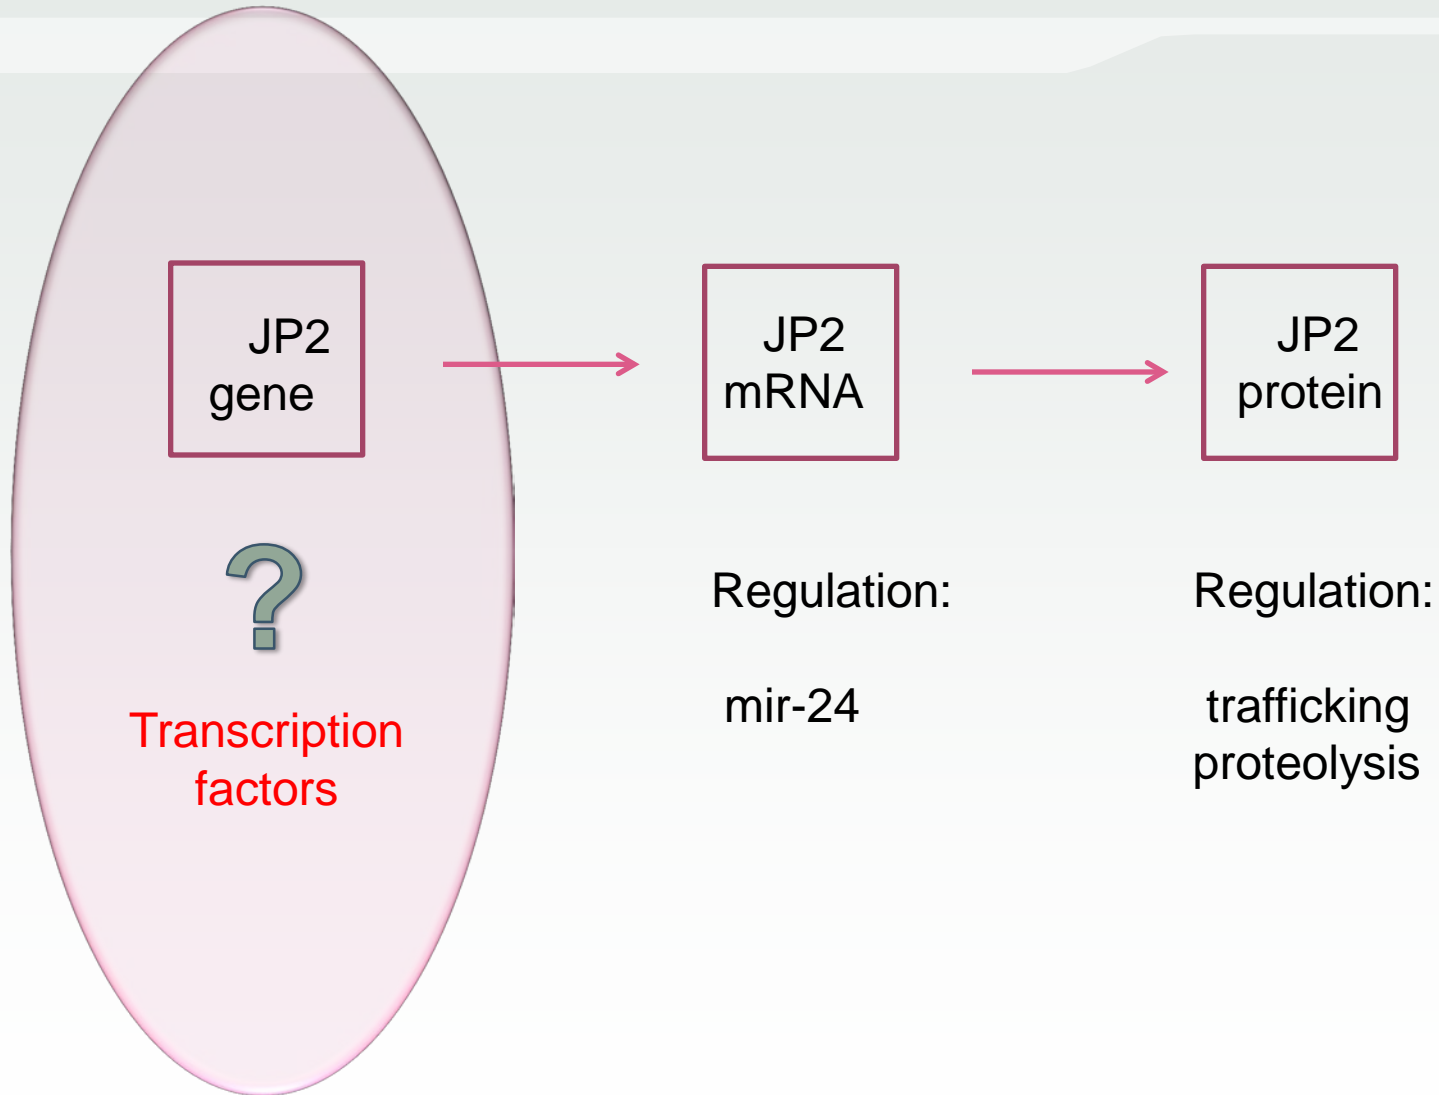 JP2
gene
?
Transcription
factors
JP2
mRNA
Regulation:
mir-24
JP2
protein
Regulation:
trafficking
proteolysis